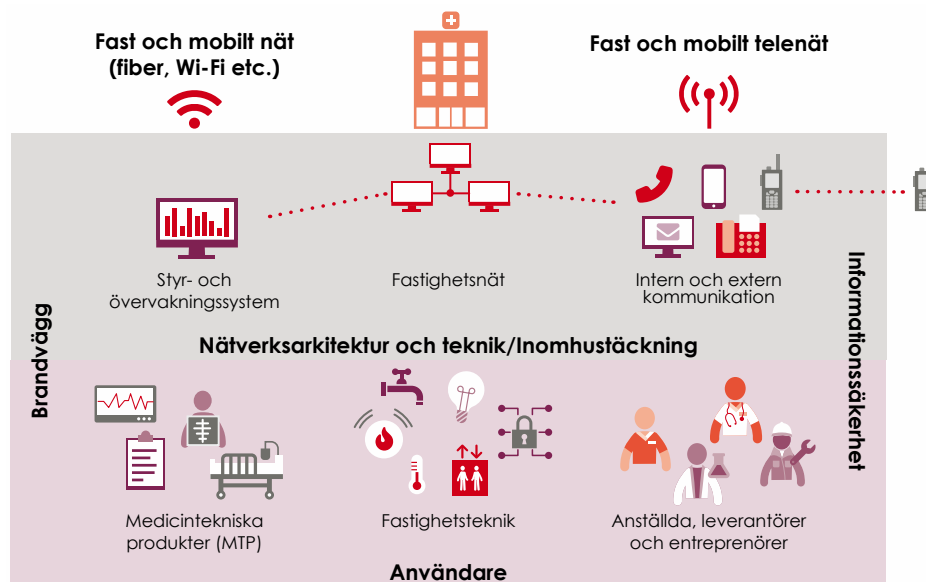 Fast och mobilt nät
(fiber, Wi-Fi etc.)
Fast och mobilt telenät
Styr- och
övervakningssystem
Fastighetsnät
Intern och extern
kommunikation
Brandvägg
Informationssäkerhet
Nätverksarkitektur och teknik/Inomhustäckning
Medicintekniska
produkter (MTP)
Fastighetsteknik
Anställda, leverantörer
och entreprenörer
Användare